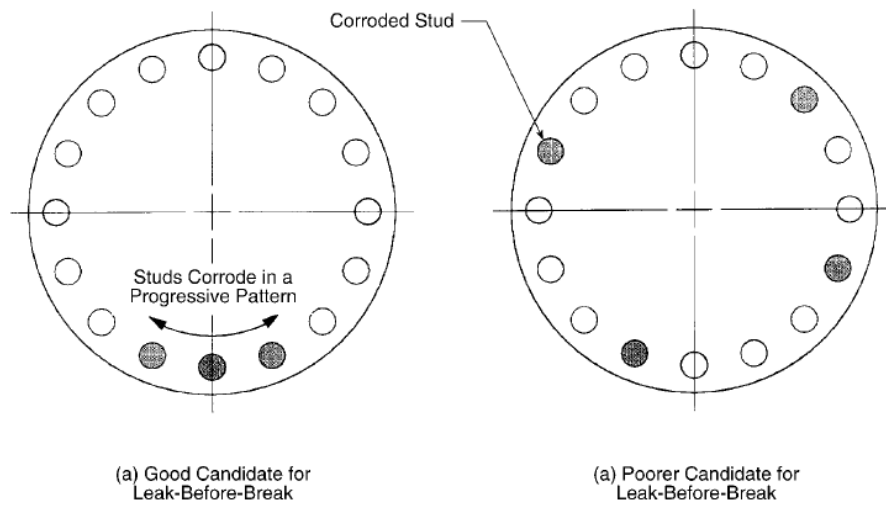 Corroded Stud
Studs Corrode in a
Progressive Pattern
(a) Good Candidate for
Leak-Before-Break
(a) Poorer Candidate for
Leak-Before-Break